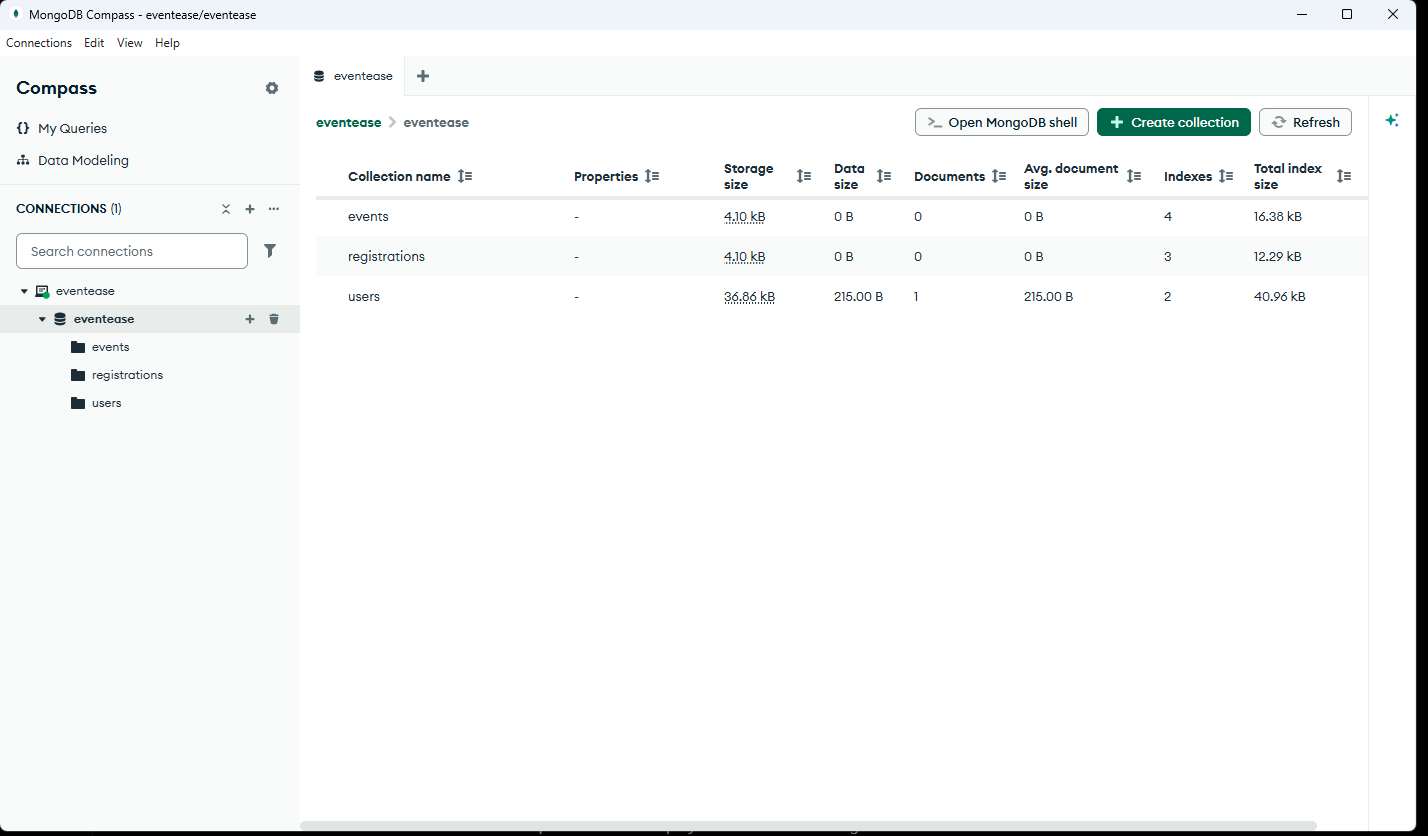 MongoDB Compass - eventease/eventease
Connections Edit View Help
Compass
My Queries
Data Modeling
CONNECTIONS (1)
Search connections
eventease
eventease
events
registrations
users
eventease
eventease eventease
Open MongoDB shell Create collection Refresh
Collection name Properties Storage size Data size Documents Avg. document size Indexes Total index size
events - 4.10 kB 0 B 0 0 B 4 16.38 kB
registrations - 4.10 kB 0 B 0 0 B 3 12.29 kB
users - 36.86 kB 215.00 B 1 215.00 B 2 40.96 kB